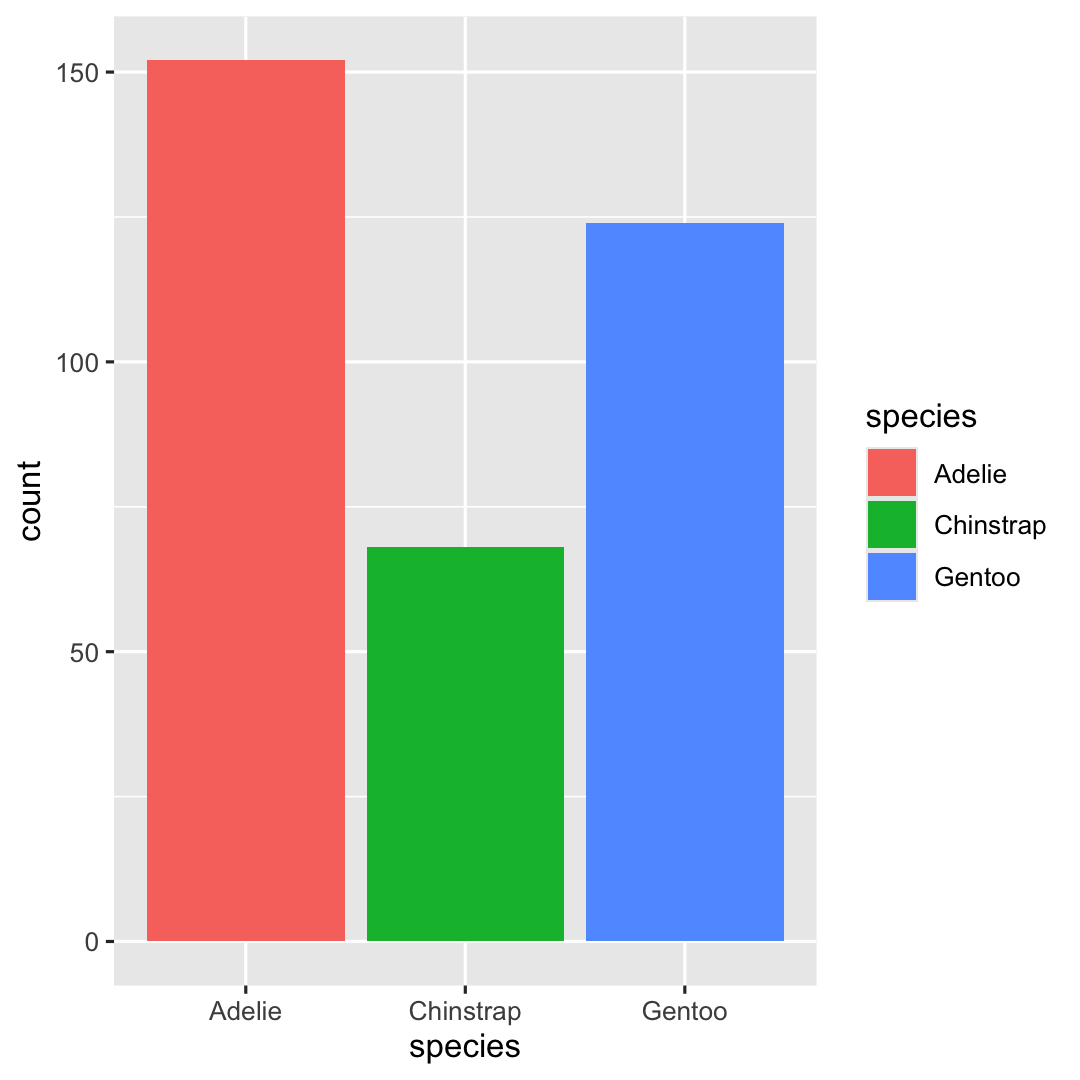 150
100
50
0
count
Adelie
Chinstrap
Gentoo
species
species
Adelie
Chinstrap
Gentoo